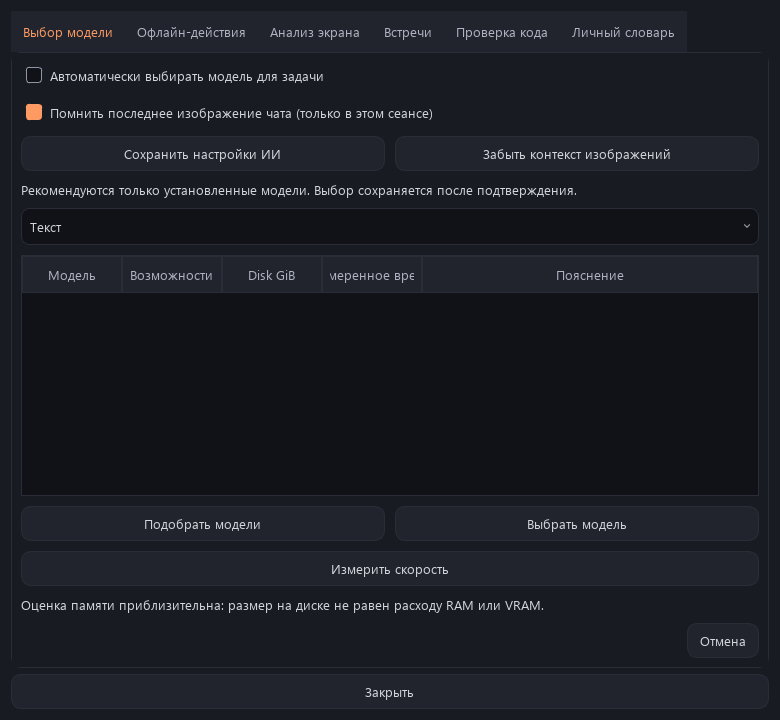 Выбор модели Офлайн-действия Анализ экрана Встречи Проверка кода Личный словарь
Автоматически выбирать модель для задачи
Помнить последнее изображение чата (только в этом сеансе)
Сохранить настройки ИИ Забыть контекст изображений
Рекомендуются только установленные модели. Выбор сохраняется после подтверждения.
Текст
Модель Возможности Disk GiB меренное вре Пояснение
Подобрать модели Выбрать модель
Измерить скорость
Оценка памяти приблизительна: размер на диске не равен расходу RAM или VRAM.
Отмена
Закрыть